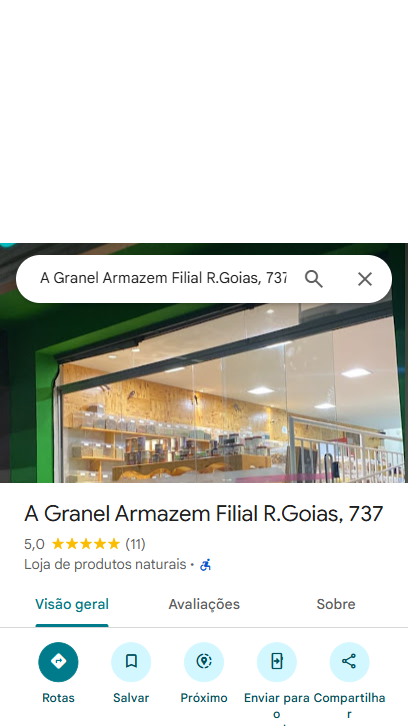 A Granel Armazem Filial R.Goias, 737
A Granel Armazem Filial R.Goias, 737
5,0 (11)
Loja de produtos naturais ·
Visão geral Avaliações Sobre
Rotas Salvar Próximo Enviar para o Compartilhar